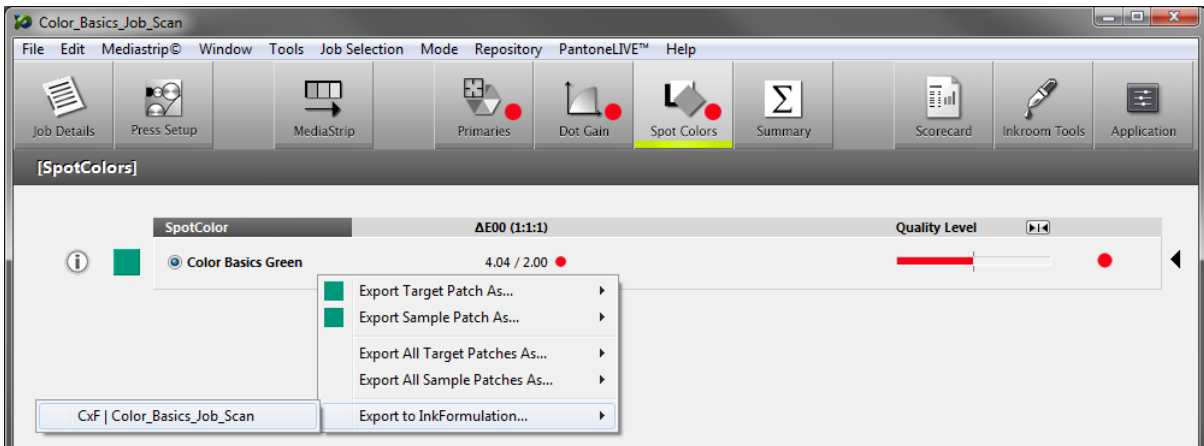 Color_Basics_Job_Scan
File Edit Mediastrip© Window Tools Job Selection Mode Repository PantoneLIVE™ Help
Job Details Press Setup MediaStrip Primaries Dot Gain Spot Colors Summary Scorecard Inkroom Tools Application
[SpotColors]
SpotColor ΔE00 (1:1:1) Quality Level
Color Basics Green 4.04 / 2.00
Export Target Patch As...
Export Sample Patch As...
Export All Target Patches As...
Export All Sample Patches As...
CxF | Color_Basics_Job_Scan Export to InkFormulation...